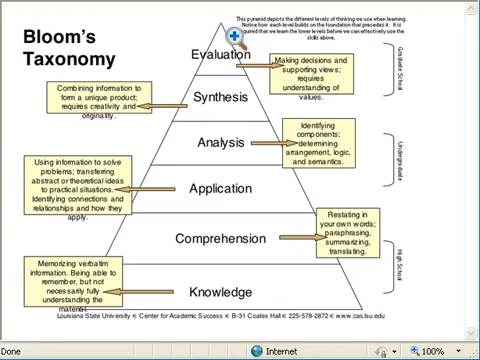 This pyramid depicts the different levels of thinking we use when learning.
Notice how each level builds on the foundation that precedes it. It is
required that we learn the lower levels before we can effectively use the
skills above.
Bloom's
Taxonomy
Evaluation
Making decisions and
supporting views;
requires
understanding of
values.
Graduate School
Combining information to
form a unique product;
requires creativity and
originality.
Synthesis
Analysis
Identifying
components;
determining
arrangement, logic,
and semantics.
Undergraduate
Using information to solve
problems; transferring
abstract or theoretical ideas
to practical situations.
Identifying connections and
relationships and how they
apply.
Application
Comprehension
Restating in
your own words;
paraphrasing,
summarizing,
translating.
High School
Memorizing verbatim
information. Being able to
remember, but not
necessarily fully
understanding the
material.
Knowledge
Louisiana State University € Center for Academic Success € B-31 Coates Hall € 225-578-2872 € www.cas.lsu.edu
Done
Internet
100%